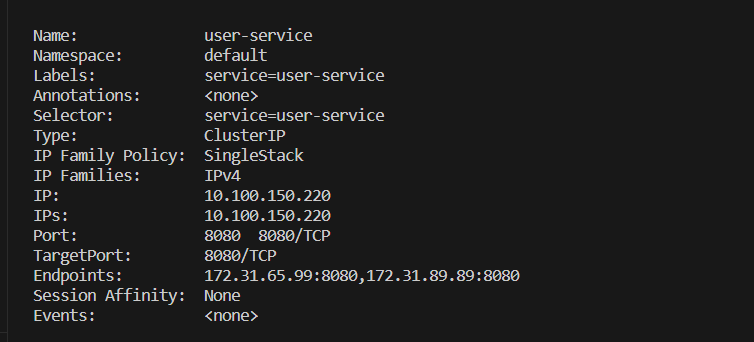 Name: user-service
Namespace: default
Labels: service=user-service
Annotations: <none>
Selector: service=user-service
Type: ClusterIP
IP Family Policy: SingleStack
IP Families: IPv4
IP: 10.100.150.220
IPs: 10.100.150.220
Port: 8080 8080/TCP
TargetPort: 8080/TCP
Endpoints: 172.31.65.99:8080,172.31.89.89:8080
Session Affinity: None
Events: <none>